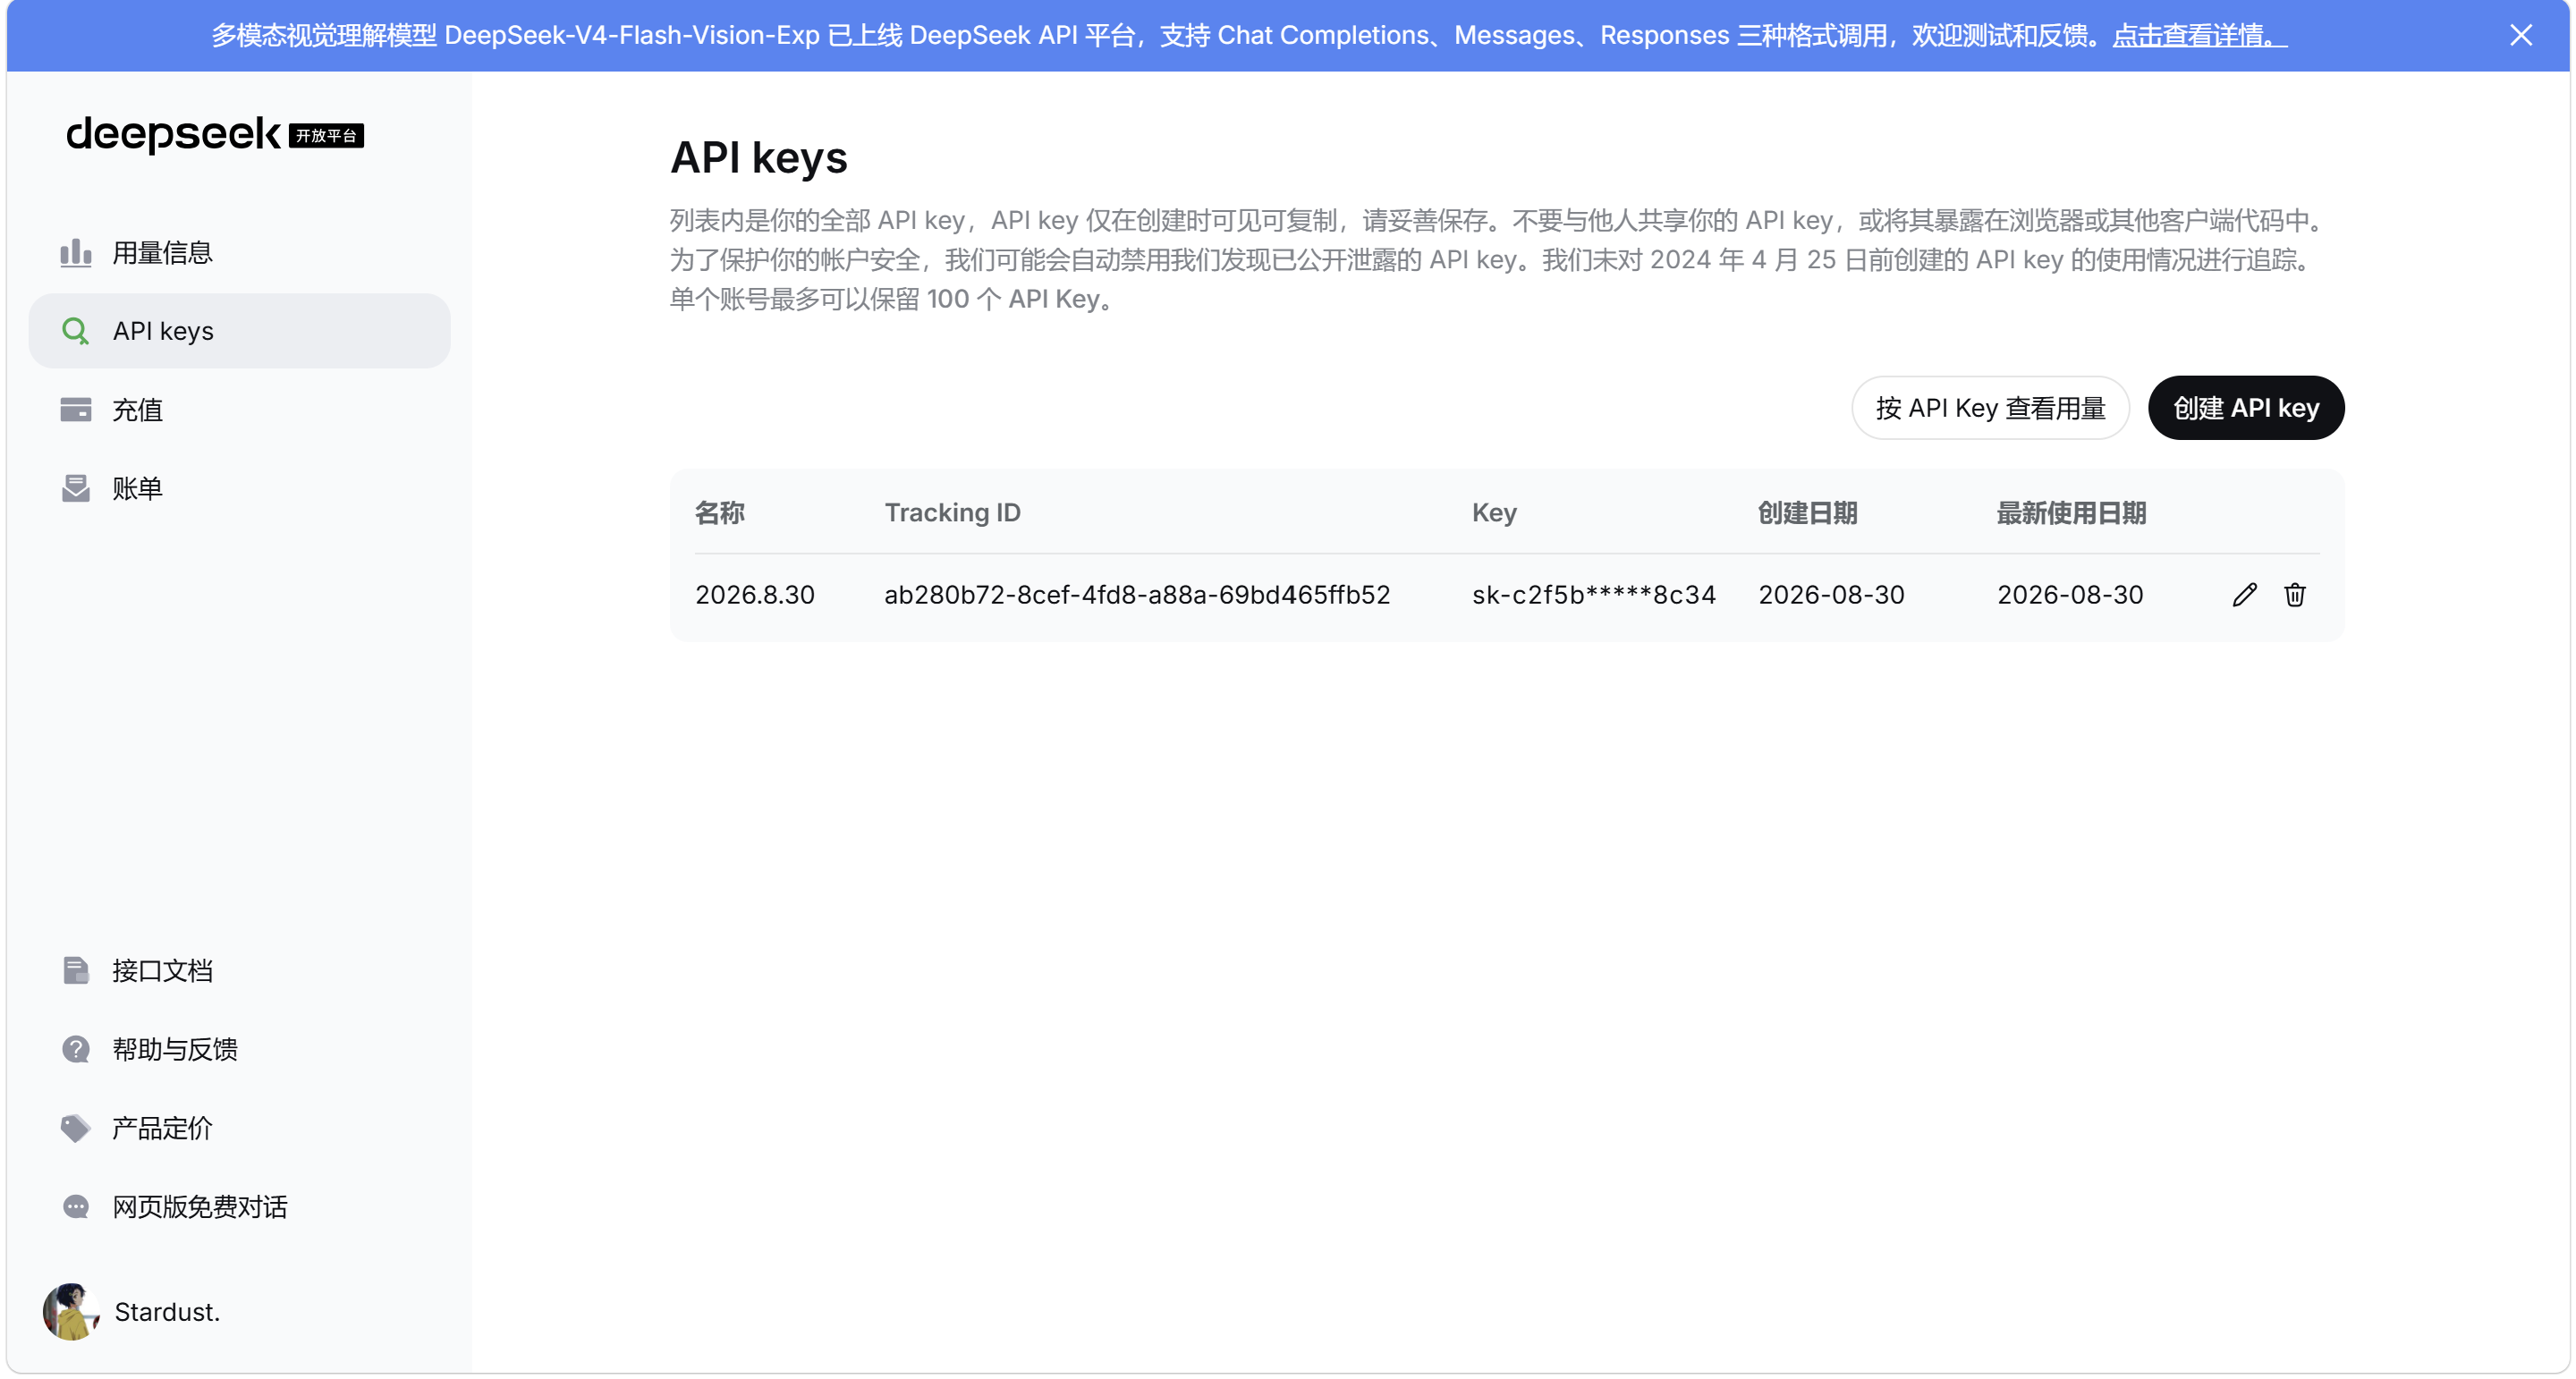 多模态视觉理解模型 DeepSeek-V4-Flash-Vision-Exp 已上线 DeepSeek API 平台，支持 Chat Completions、Messages、Responses 三种格式调用，欢迎测试和反馈。点击查看详情。
deepseek 开放平台
用量信息
API keys
充值
账单
接口文档
帮助与反馈
产品定价
网页版免费对话
Stardust.
API keys
列表内是你的全部 API key，API key 仅在创建时可见可复制，请妥善保存。不要与他人共享你的 API key，或将其暴露在浏览器或其他客户端代码中。
为了保护你的帐户安全，我们可能会自动禁用我们发现已公开泄露的 API key。我们未对 2024 年 4 月 25 日前创建的 API key 的使用情况进行追踪。
单个账号最多可以保留 100 个 API Key。
按 API Key 查看用量 创建 API key
名称 Tracking ID Key 创建日期 最新使用日期
2026.8.30 ab280b72-8cef-4fd8-a88a-69bd465ffb52 sk-c2f5b*****8c34 2026-08-30 2026-08-30